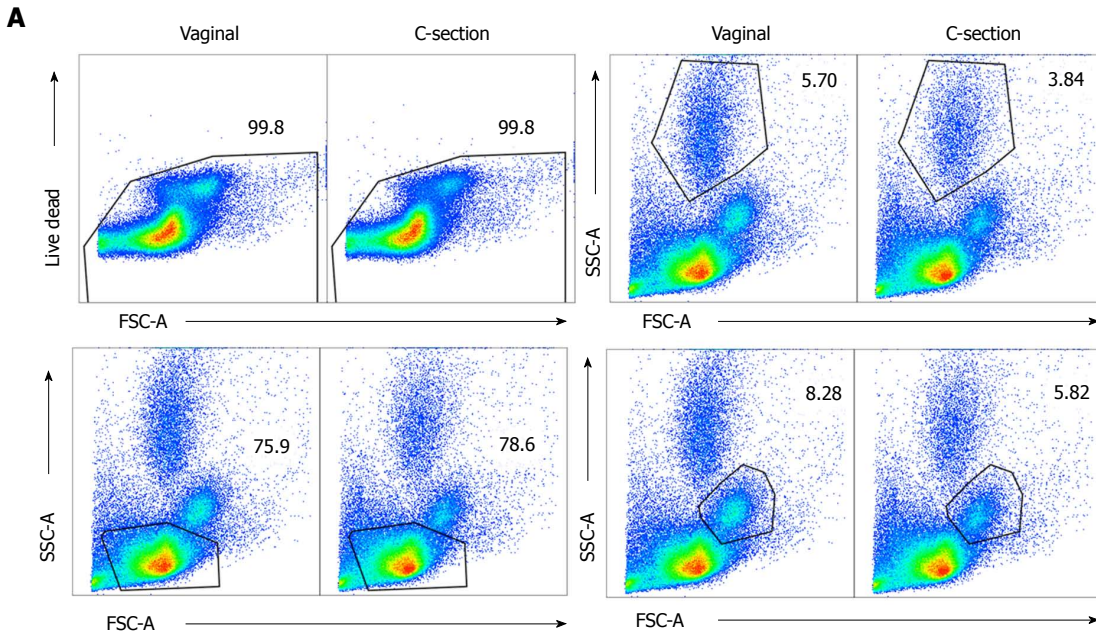 A
Vaginal
C-section
99.8
99.8
Live dead
FSC-A
Vaginal
C-section
5.70
3.84
SSC-A
FSC-A
75.9
78.6
SSC-A
FSC-A
8.28
5.82
SSC-A
FSC-A